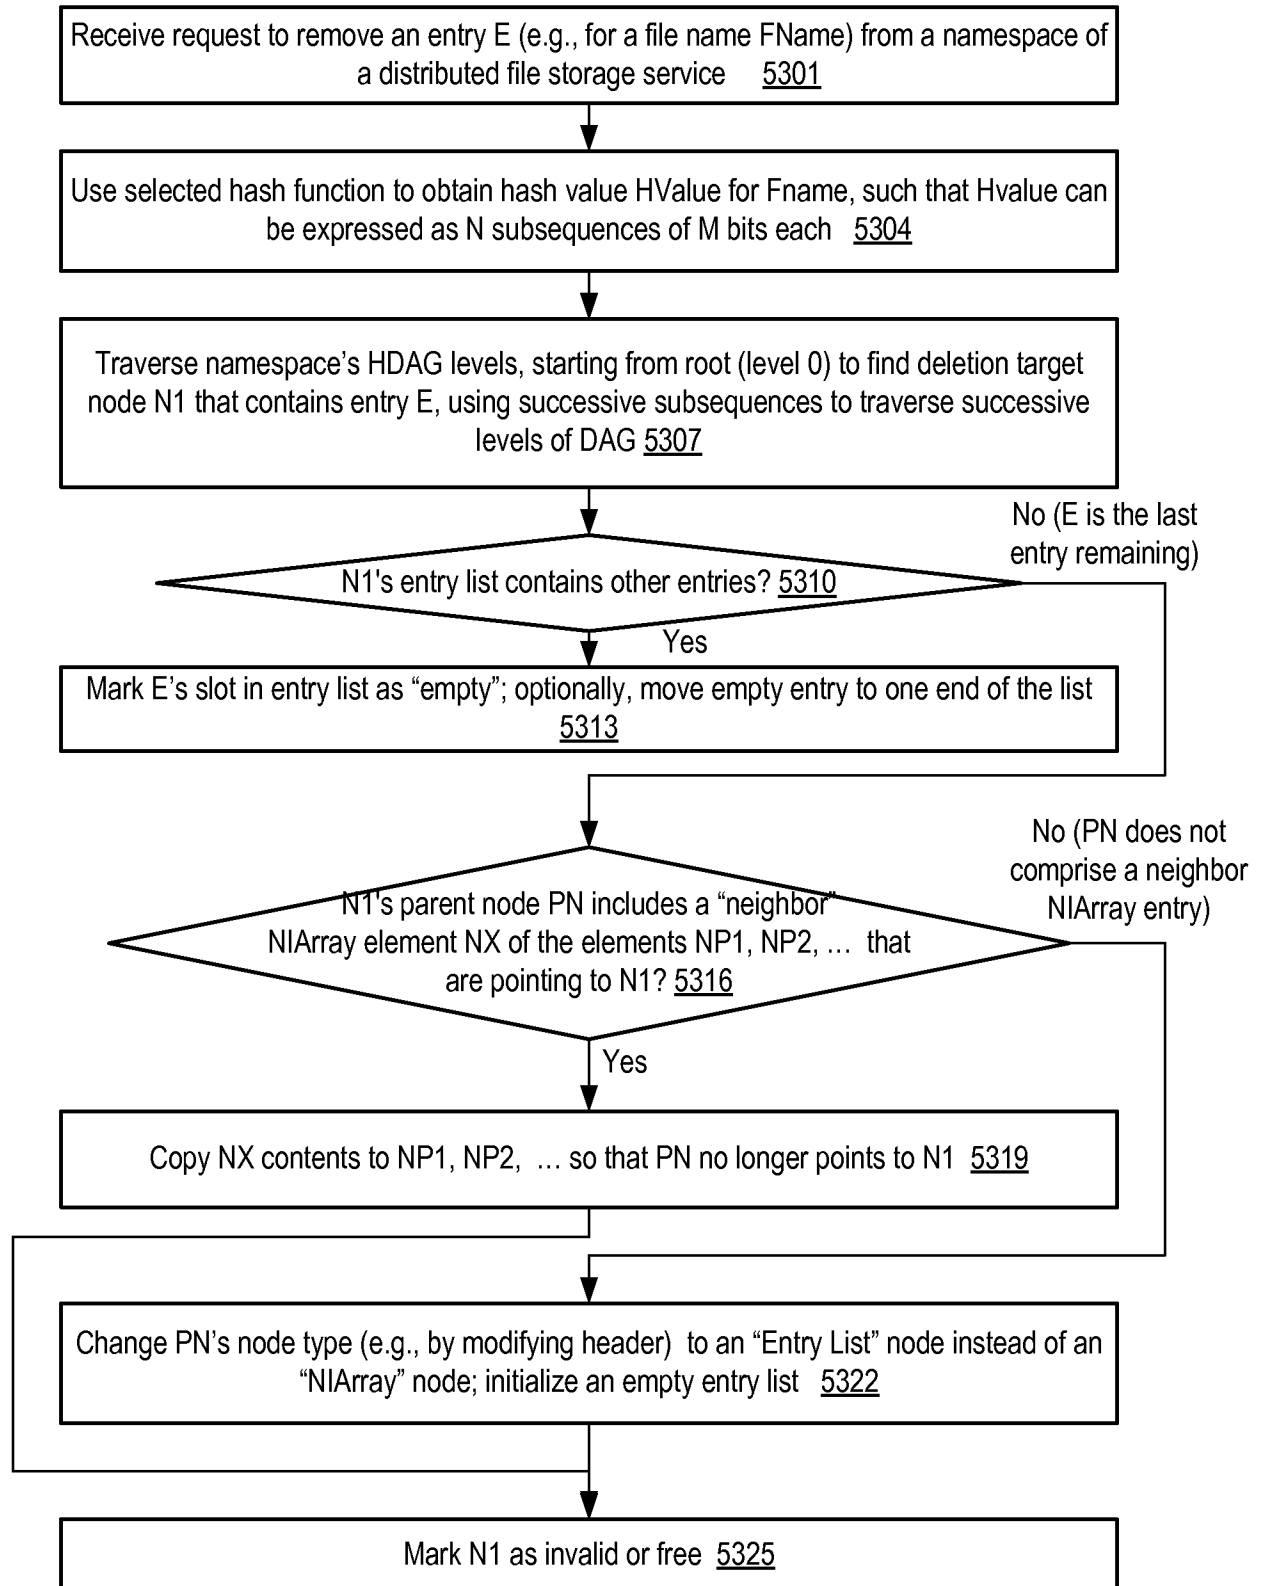 Receive request to remove an entry E (e.g., for a file name FName) from a namespace of
a distributed file storage service 5301
Use selected hash function to obtain hash value HValue for Fname, such that Hvalue can
be expressed as N subsequences of M bits each 5304
Traverse namespace’s HDAG levels, starting from root (level 0) to find deletion target
node N1 that contains entry E, using successive subsequences to traverse successive
levels of DAG 5307
No (E is the last
entry remaining)
N1's entry list contains other entries? 5310
Yes
Mark E’s slot in entry list as “empty”; optionally, move empty entry to one end of the list
5313
No (PN does not
comprise a neighbor
NIArray entry)
N1's parent node PN includes a “neighbor”
NIArray element NX of the elements NP1, NP2, … that
are pointing to N1? 5316
Yes
Copy NX contents to NP1, NP2, … so that PN no longer points to N1 5319
Change PN’s node type (e.g., by modifying header) to an “Entry List” node instead of an
“NIArray” node; initialize an empty entry list 5322
Mark N1 as invalid or free 5325